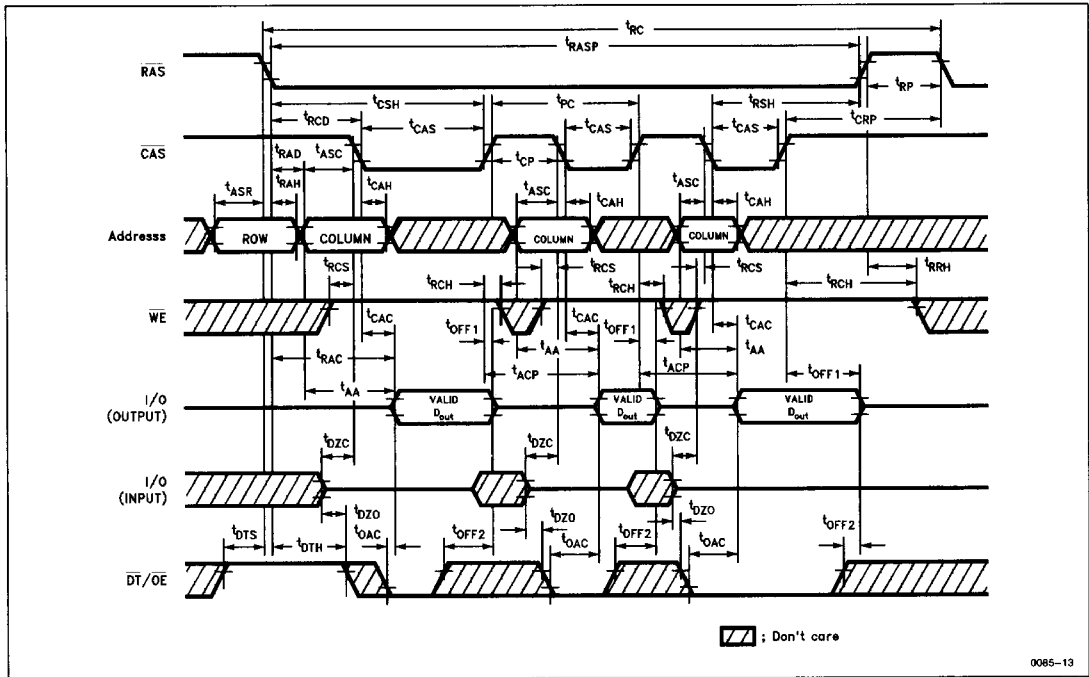 tRC
tRASP
RAS
tRP
tCSH
tPC
tRSH
tRCD
tCAS
tCAS
tCAS
tCRP
CAS
tRAD
tASC
tCP
tASR
tRAH
tCAH
tASC
tCAH
tASC
tCAH
Addresss
ROW
COLUMN
COLUMN
COLUMN
tRCS
tRCH
tRCS
tRCH
tRCS
tRCH
tRRH
WE
tCAC
tOFF1
tCAC
tOFF1
tCAC
tRAC
tAA
tAA
tACP
tACP
tOFF1
tAA
I/O
(OUTPUT)
VALID
Dout
VALID
Dout
VALID
Dout
tDZC
tDZC
tDZC
I/O
(INPUT)
tDZO
tDZO
tDZO
tDTS
tDTH
tOAC
tOFF2
tOAC
tOFF2
tOAC
tOFF2
DT/OE
; Don't care
0085-13